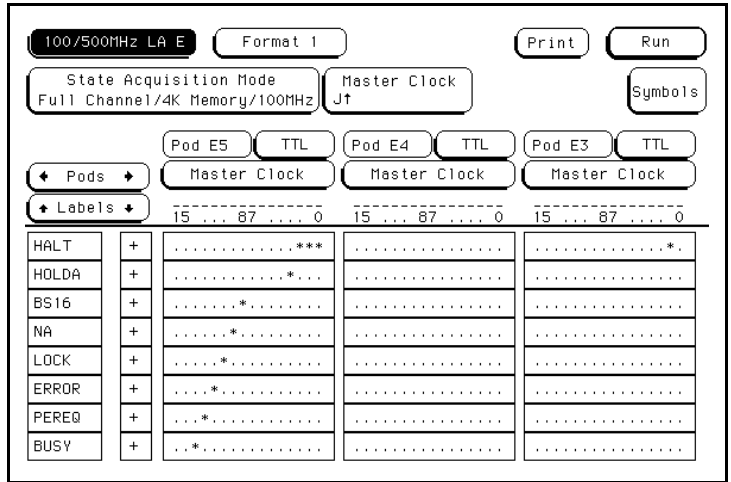 100/500MHz LA E Format 1 Print Run
State Acquisition Mode Master Clock
Full Channel/4K Memory/100MHz J↑ Symbols
Pod E5 TTL Pod E4 TTL Pod E3 TTL
← Pods → Master Clock Master Clock Master Clock
↑ Labels ↓ 15 ... 87 .... 0 15 ... 87 .... 0 15 ... 87 .... 0
HALT + .............*** ................ ..............*.
HOLDA + ............*... ................ ................
BS16 + .......*........ ................ ................
NA + ......*......... ................ ................
LOCK + .....*.......... ................ ................
ERROR + ....*........... ................ ................
PEREQ + ...*............ ................ ................
BUSY + ..*............. ................ ................